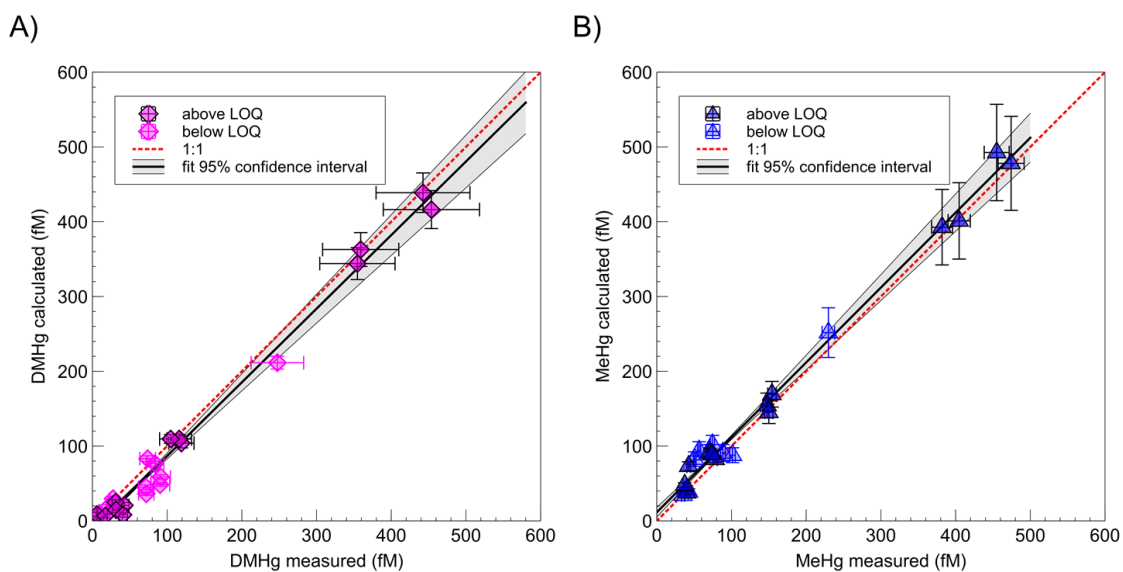 A)
600
500
400
300
200
100
0
DMHg calculated (fM)
above LOQ
below LOQ
1:1
fit 95% confidence interval
0 100 200 300 400 500 600
DMHg measured (fM)
B)
600
500
400
300
200
100
0
MeHg calculated (fM)
above LOQ
below LOQ
1:1
fit 95% confidence interval
0 100 200 300 400 500 600
MeHg measured (fM)